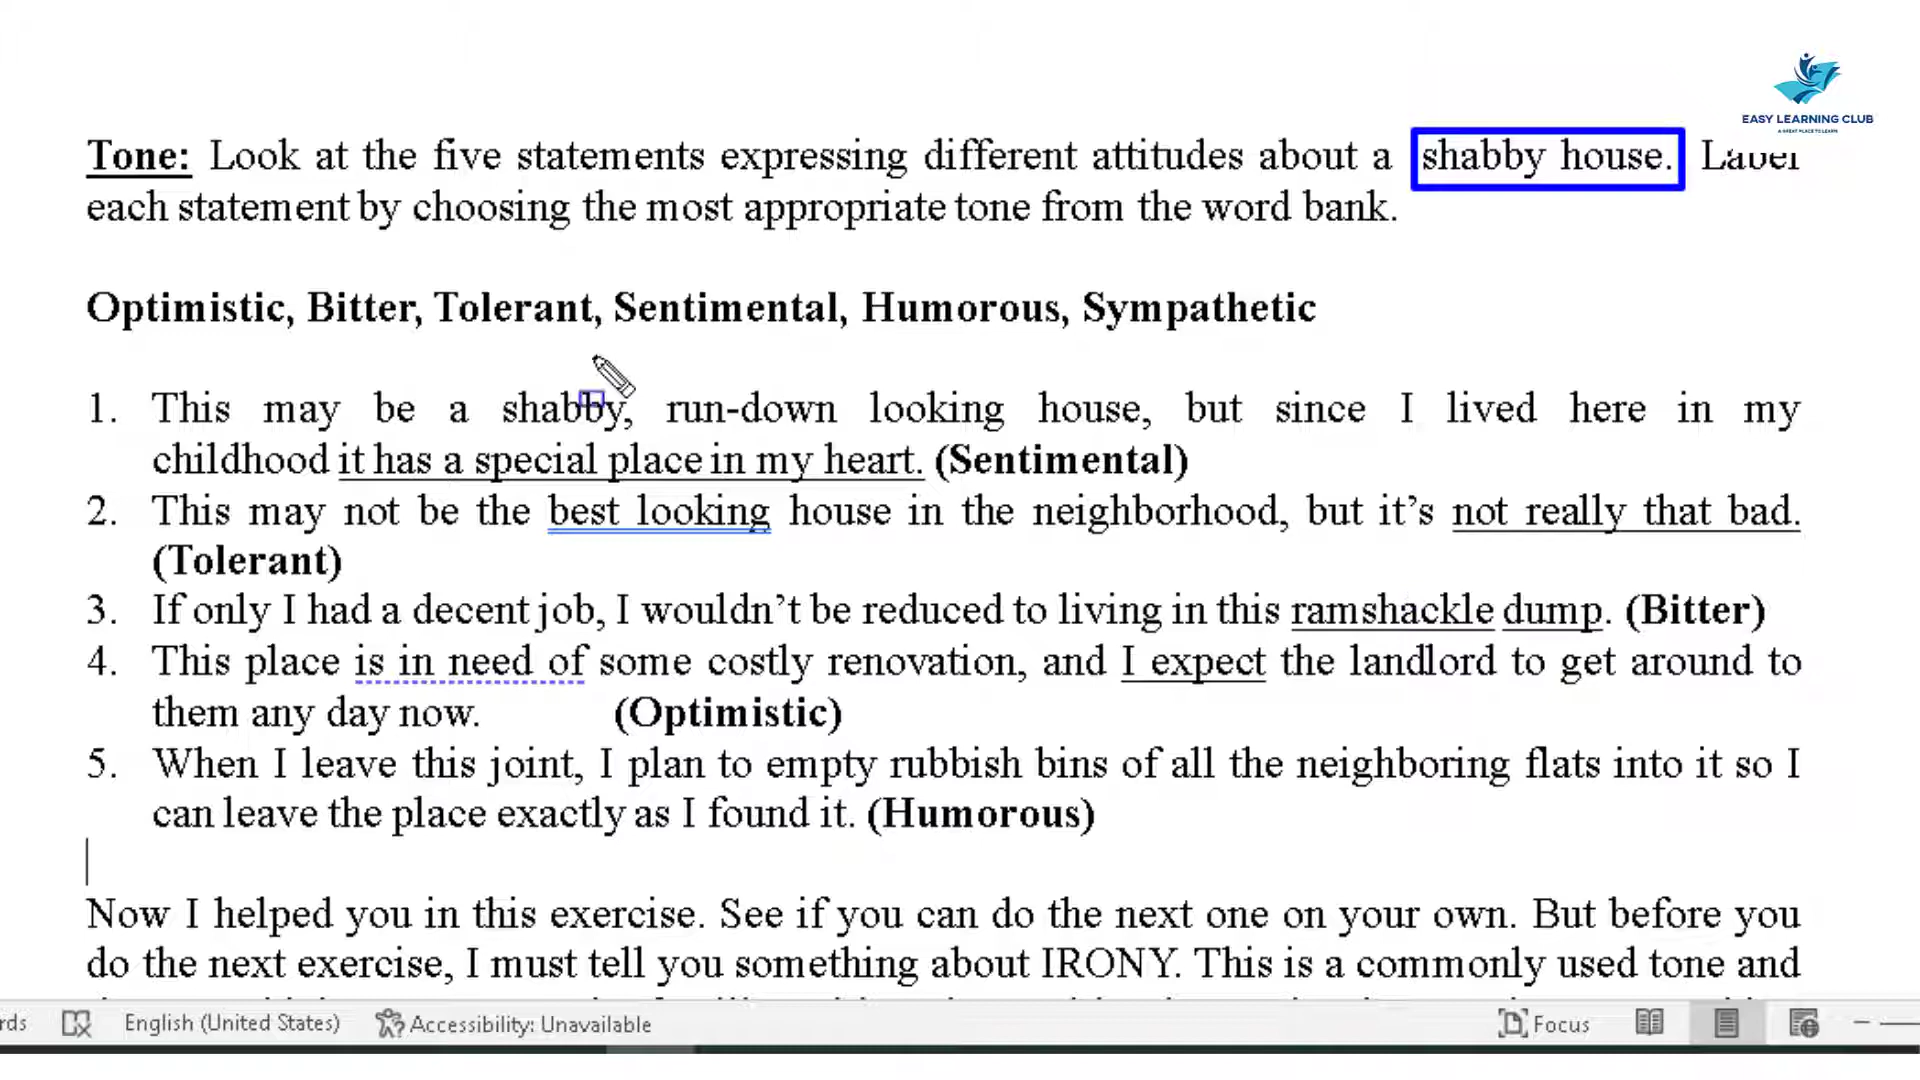 EASY LEARNING CLUB
A GREAT PLACE TO LEARN
Tone: Look at the five statements expressing different attitudes about a shabby house. Label
each statement by choosing the most appropriate tone from the word bank.
Optimistic, Bitter, Tolerant, Sentimental, Humorous, Sympathetic
1. This may be a shabby, run-down looking house, but since I lived here in my
childhood it has a special place in my heart. (Sentimental)
2. This may not be the best looking house in the neighborhood, but it’s not really that bad.
(Tolerant)
3. If only I had a decent job, I wouldn’t be reduced to living in this ramshackle dump. (Bitter)
4. This place is in need of some costly renovation, and I expect the landlord to get around to
them any day now. (Optimistic)
5. When I leave this joint, I plan to empty rubbish bins of all the neighboring flats into it so I
can leave the place exactly as I found it. (Humorous)
Now I helped you in this exercise. See if you can do the next one on your own. But before you
do the next exercise, I must tell you something about IRONY. This is a commonly used tone and
rds English (United States) Accessibility: Unavailable Focus